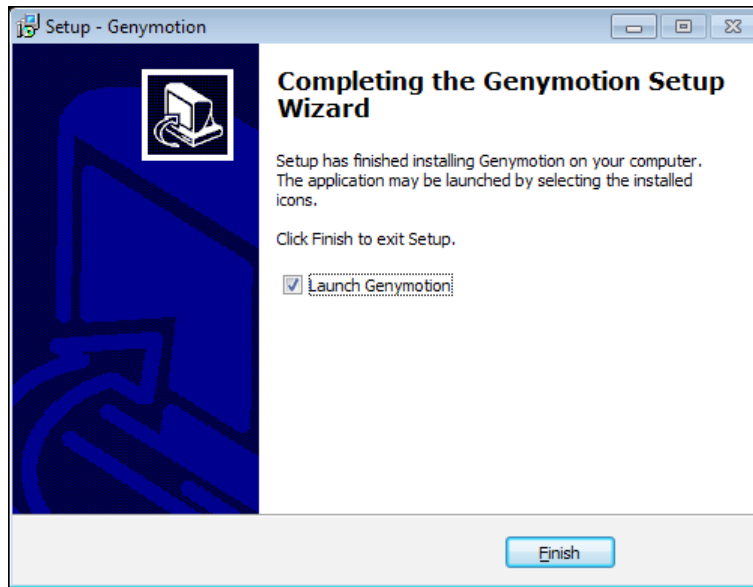 Setup - Genymotion
Completing the Genymotion Setup
Wizard
Setup has finished installing Genymotion on your computer.
The application may be launched by selecting the installed
icons.
Click Finish to exit Setup.
Launch Genymotion
Finish